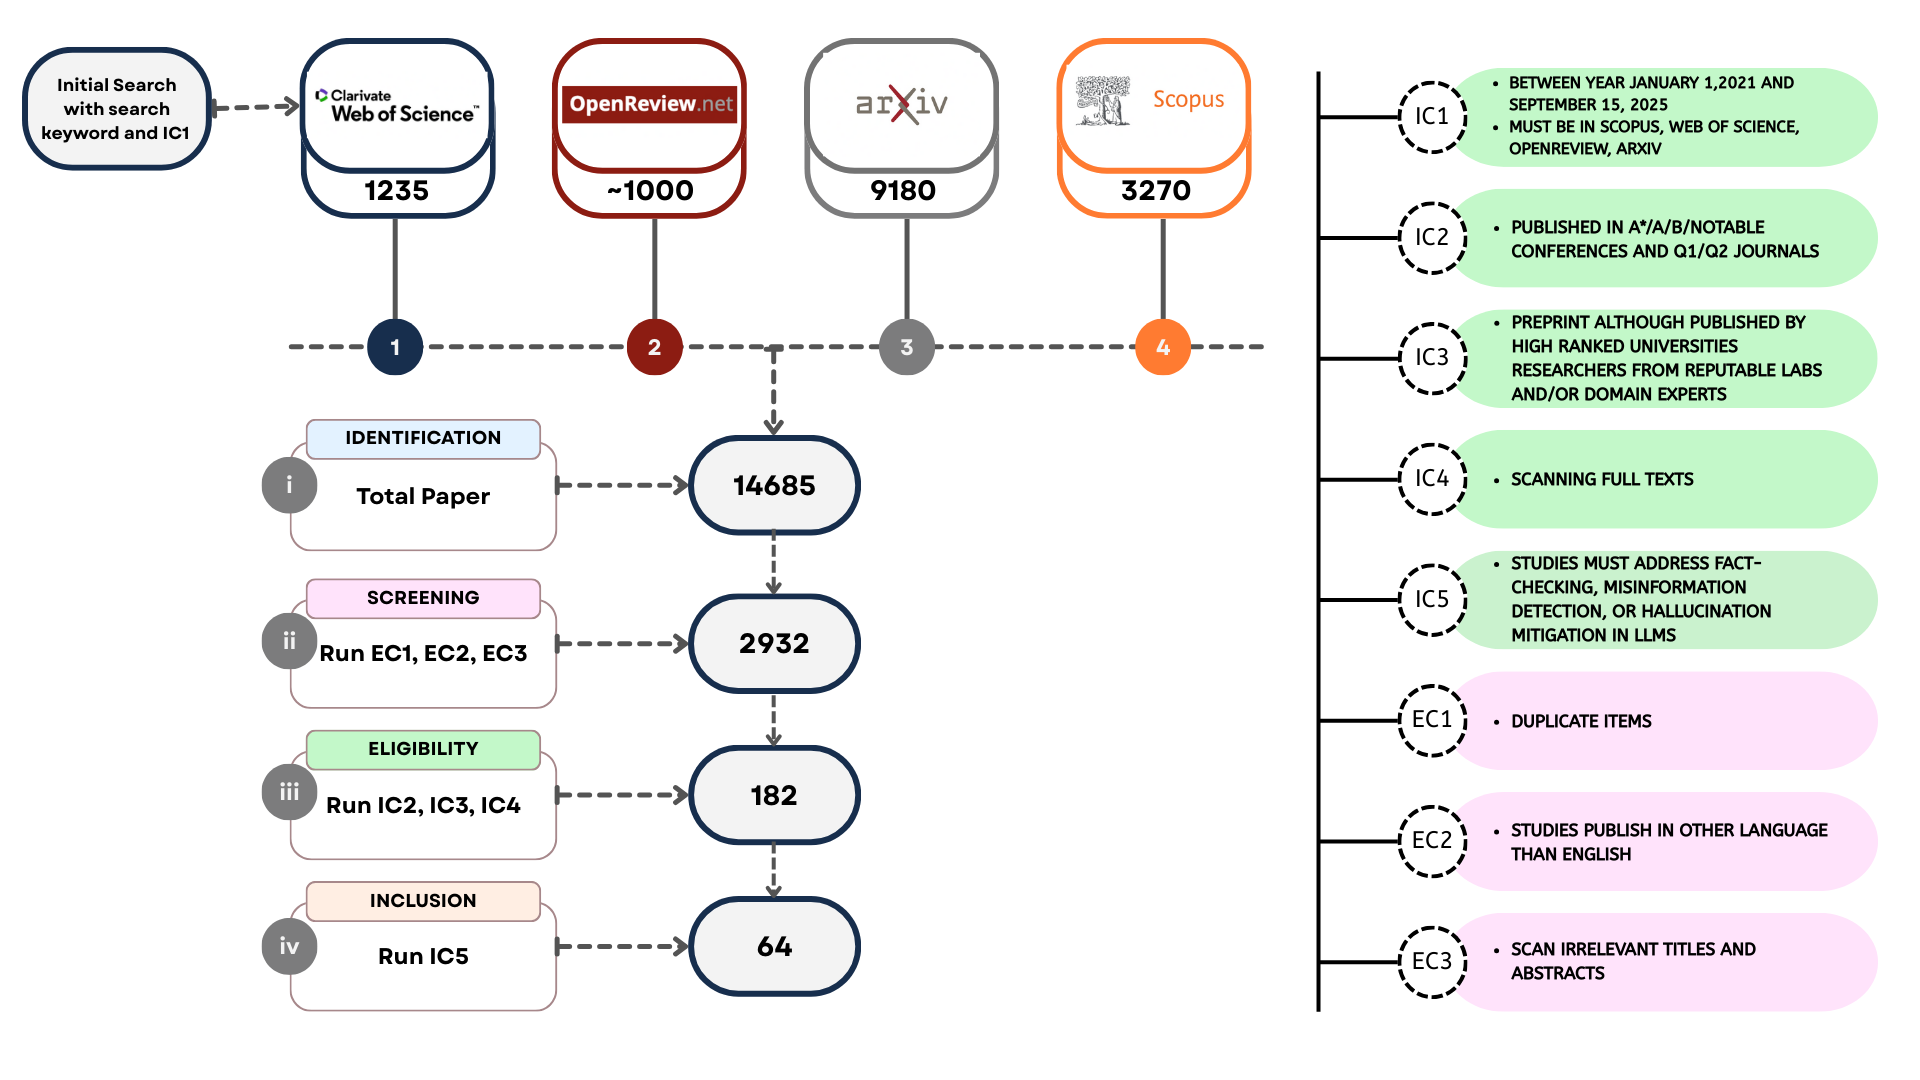 Initial Search
with search
keyword and IC1
Clarivate
Web of Science™
1235
OpenReview.net
~1000
arXiv
9180
Scopus
3270
1
2
3
4
IDENTIFICATION
i
Total Paper
14685
SCREENING
ii
Run EC1, EC2, EC3
2932
ELIGIBILITY
iii
Run IC2, IC3, IC4
182
INCLUSION
iv
Run IC5
64
IC1
• BETWEEN YEAR JANUARY 1,2021 AND
SEPTEMBER 15, 2025
• MUST BE IN SCOPUS, WEB OF SCIENCE,
OPENREVIEW, ARXIV
IC2
• PUBLISHED IN A*/A/B/NOTABLE
CONFERENCES AND Q1/Q2 JOURNALS
IC3
• PREPRINT ALTHOUGH PUBLISHED BY
HIGH RANKED UNIVERSITIES
RESEARCHERS FROM REPUTABLE LABS
AND/OR DOMAIN EXPERTS
IC4
• SCANNING FULL TEXTS
IC5
• STUDIES MUST ADDRESS FACT-
CHECKING, MISINFORMATION
DETECTION, OR HALLUCINATION
MITIGATION IN LLMS
EC1
• DUPLICATE ITEMS
EC2
• STUDIES PUBLISH IN OTHER LANGUAGE
THAN ENGLISH
EC3
• SCAN IRRELEVANT TITLES AND
ABSTRACTS